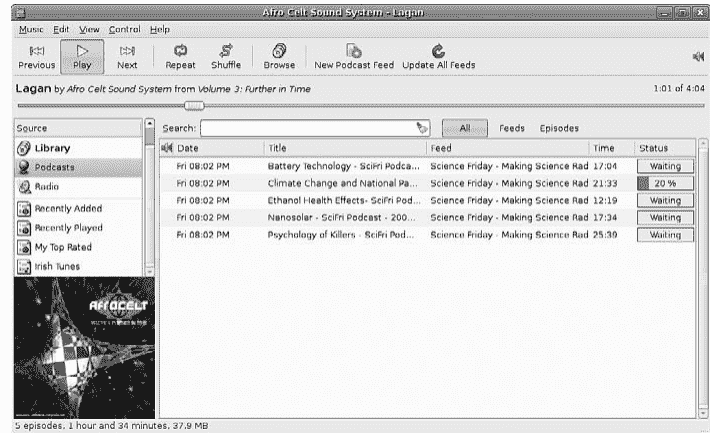 Afro Celt Sound System - Lagan
Music Edit View Control Help
Previous Play Next Repeat Shuffle Browse New Podcast Feed Update All Feeds
Lagan by Afro Celt Sound System from Volume 3: Further in Time 1:01 of 4:04
Source Search: All Feeds Episodes
Library
Podcasts
Radio
Recently Added
Recently Played
My Top Rated
Irish Tunes
Date Title Feed Time Status
Fri 08:02 PM Battery Technology - SciFri Podca... Science Friday - Making Science Rad 17:04 Waiting
Fri 08:02 PM Climate Change and National Pa... Science Friday - Making Science Rad 21:33 20 %
Fri 08:02 PM Ethanol Health Effects- SciFri Pod... Science Friday - Making Science Rad 12:19 Waiting
Fri 08:02 PM Nanosolar - SciFri Podcast - 200... Science Friday - Making Science Rad 17:34 Waiting
Fri 08:02 PM Psychology of Killers - SciFri Pod... Science Friday - Making Science Rad 25:39 Waiting
AFROCELT
5 episodes, 1 hour and 34 minutes, 37.9 MB